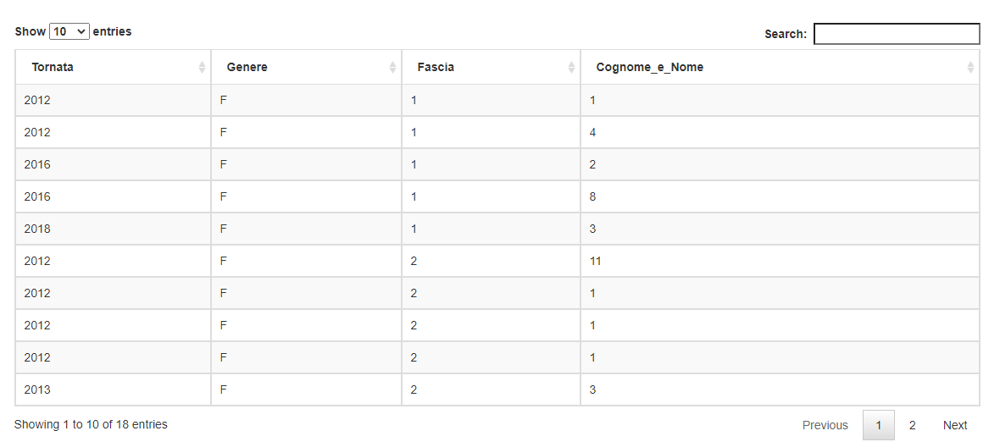 Show 10 entries
Search:
Tornata Genere Fascia Cognome_e_Nome
2012 F 1 1
2012 F 1 4
2016 F 1 2
2016 F 1 8
2018 F 1 3
2012 F 2 11
2012 F 2 1
2012 F 2 1
2012 F 2 1
2013 F 2 3
Showing 1 to 10 of 18 entries
Previous 1 2 Next